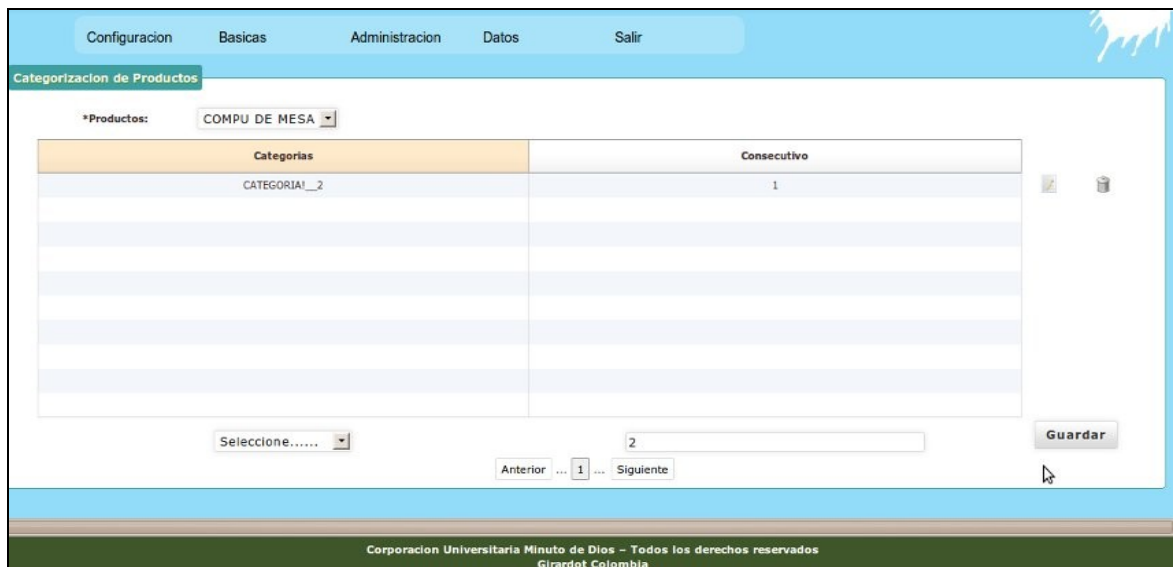 Configuracion Basicas Administracion Datos Salir
Categorizacion de Productos
*Productos: COMPU DE MESA
Categorias Consecutivo
CATEGORIA!__2 1
Seleccione...... 2 Guardar
Anterior ... 1 ... Siguiente
Corporacion Universitaria Minuto de Dios – Todos los derechos reservados
Girardot Colombia